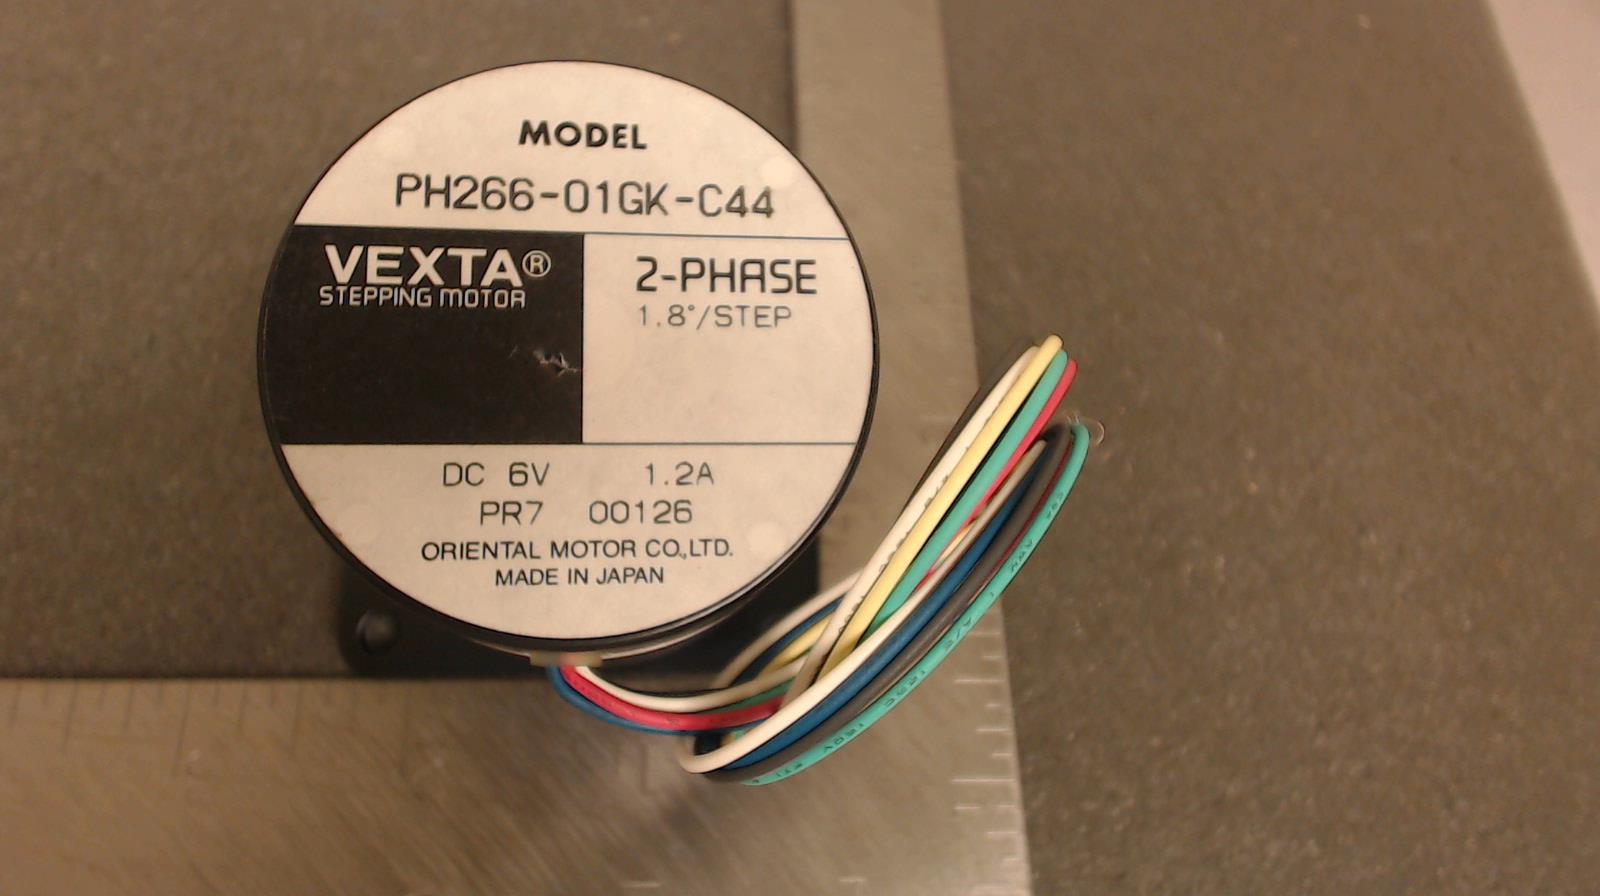 MODEL
PH266-01GK-C44
VEXTA®
STEPPING MOTOR
2-PHASE
1.8°/STEP
DC 6V 1.2A
PR7 00126
ORIENTAL MOTOR CO.,LTD.
MADE IN JAPAN